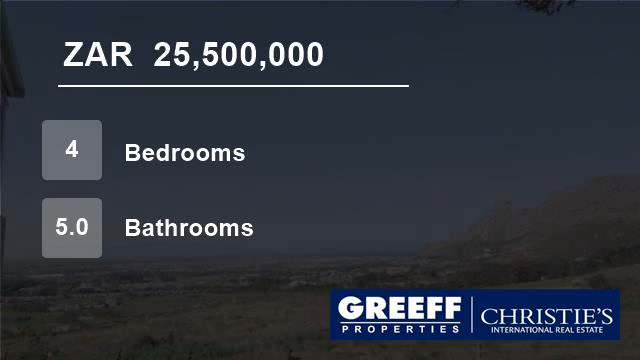 ZAR 25,500,000
4 Bedrooms
5.0 Bathrooms
GREEFF CHRISTIE'S
PROPERTIES INTERNATIONAL REAL ESTATE